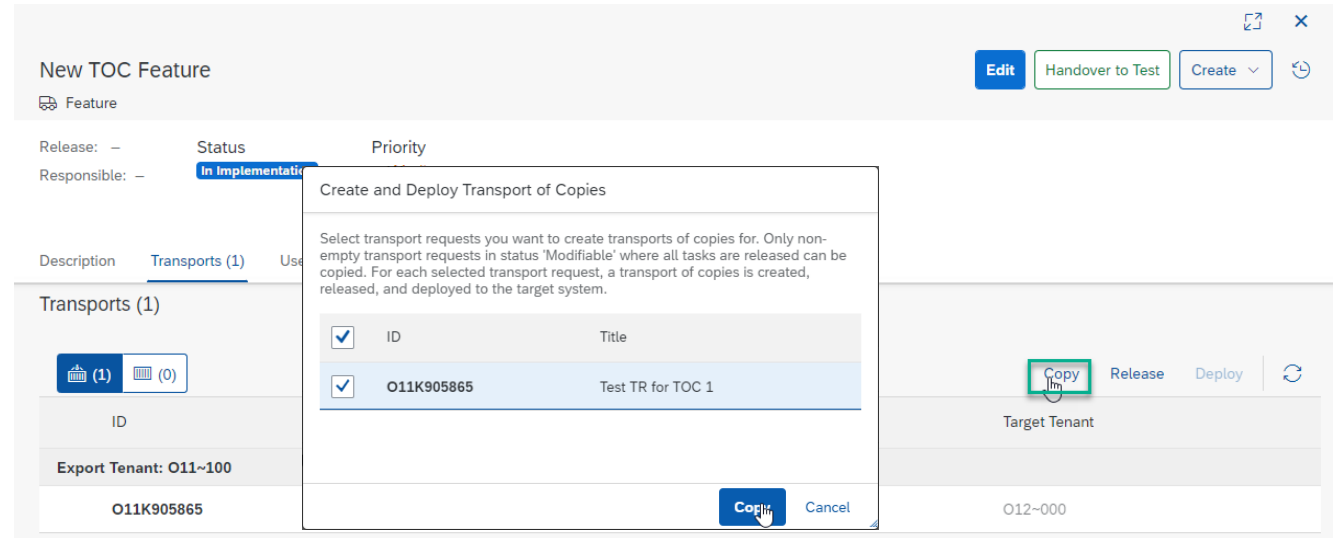 New TOC Feature
Edit
Handover to Test
Create
Feature
Release: –
Status
Priority
Responsible: –
In Implementatio
Create and Deploy Transport of Copies
Select transport requests you want to create transports of copies for. Only non-
empty transport requests in status 'Modifiable' where all tasks are released can be
copied. For each selected transport request, a transport of copies is created,
released, and deployed to the target system.
Description
Transports (1)
Use
Transports (1)
ID
Title
O11K905865
Test TR for TOC 1
(1)
(0)
Copy
Release
Deploy
ID
Target Tenant
Export Tenant: O11~100
O11K905865
O12~000
Copy
Cancel